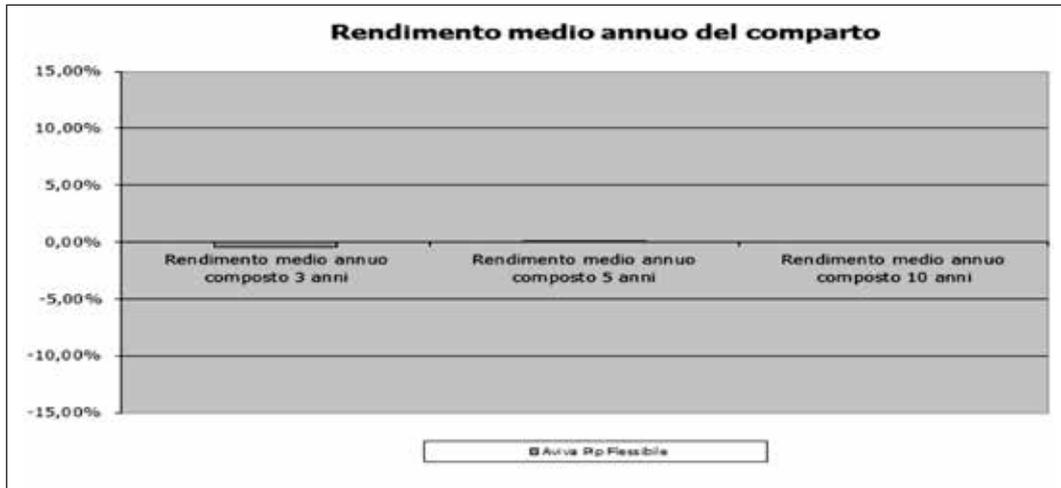 Rendimento medio annuo del comparto
15,00%
10,00%
5,00%
0,00%
-5,00%
-10,00%
-15,00%
Rendimento medio annuo
composto 3 anni
Rendimento medio annuo
composto 5 anni
Rendimento medio annuo
composto 10 anni
Aviva Pip Flessibile